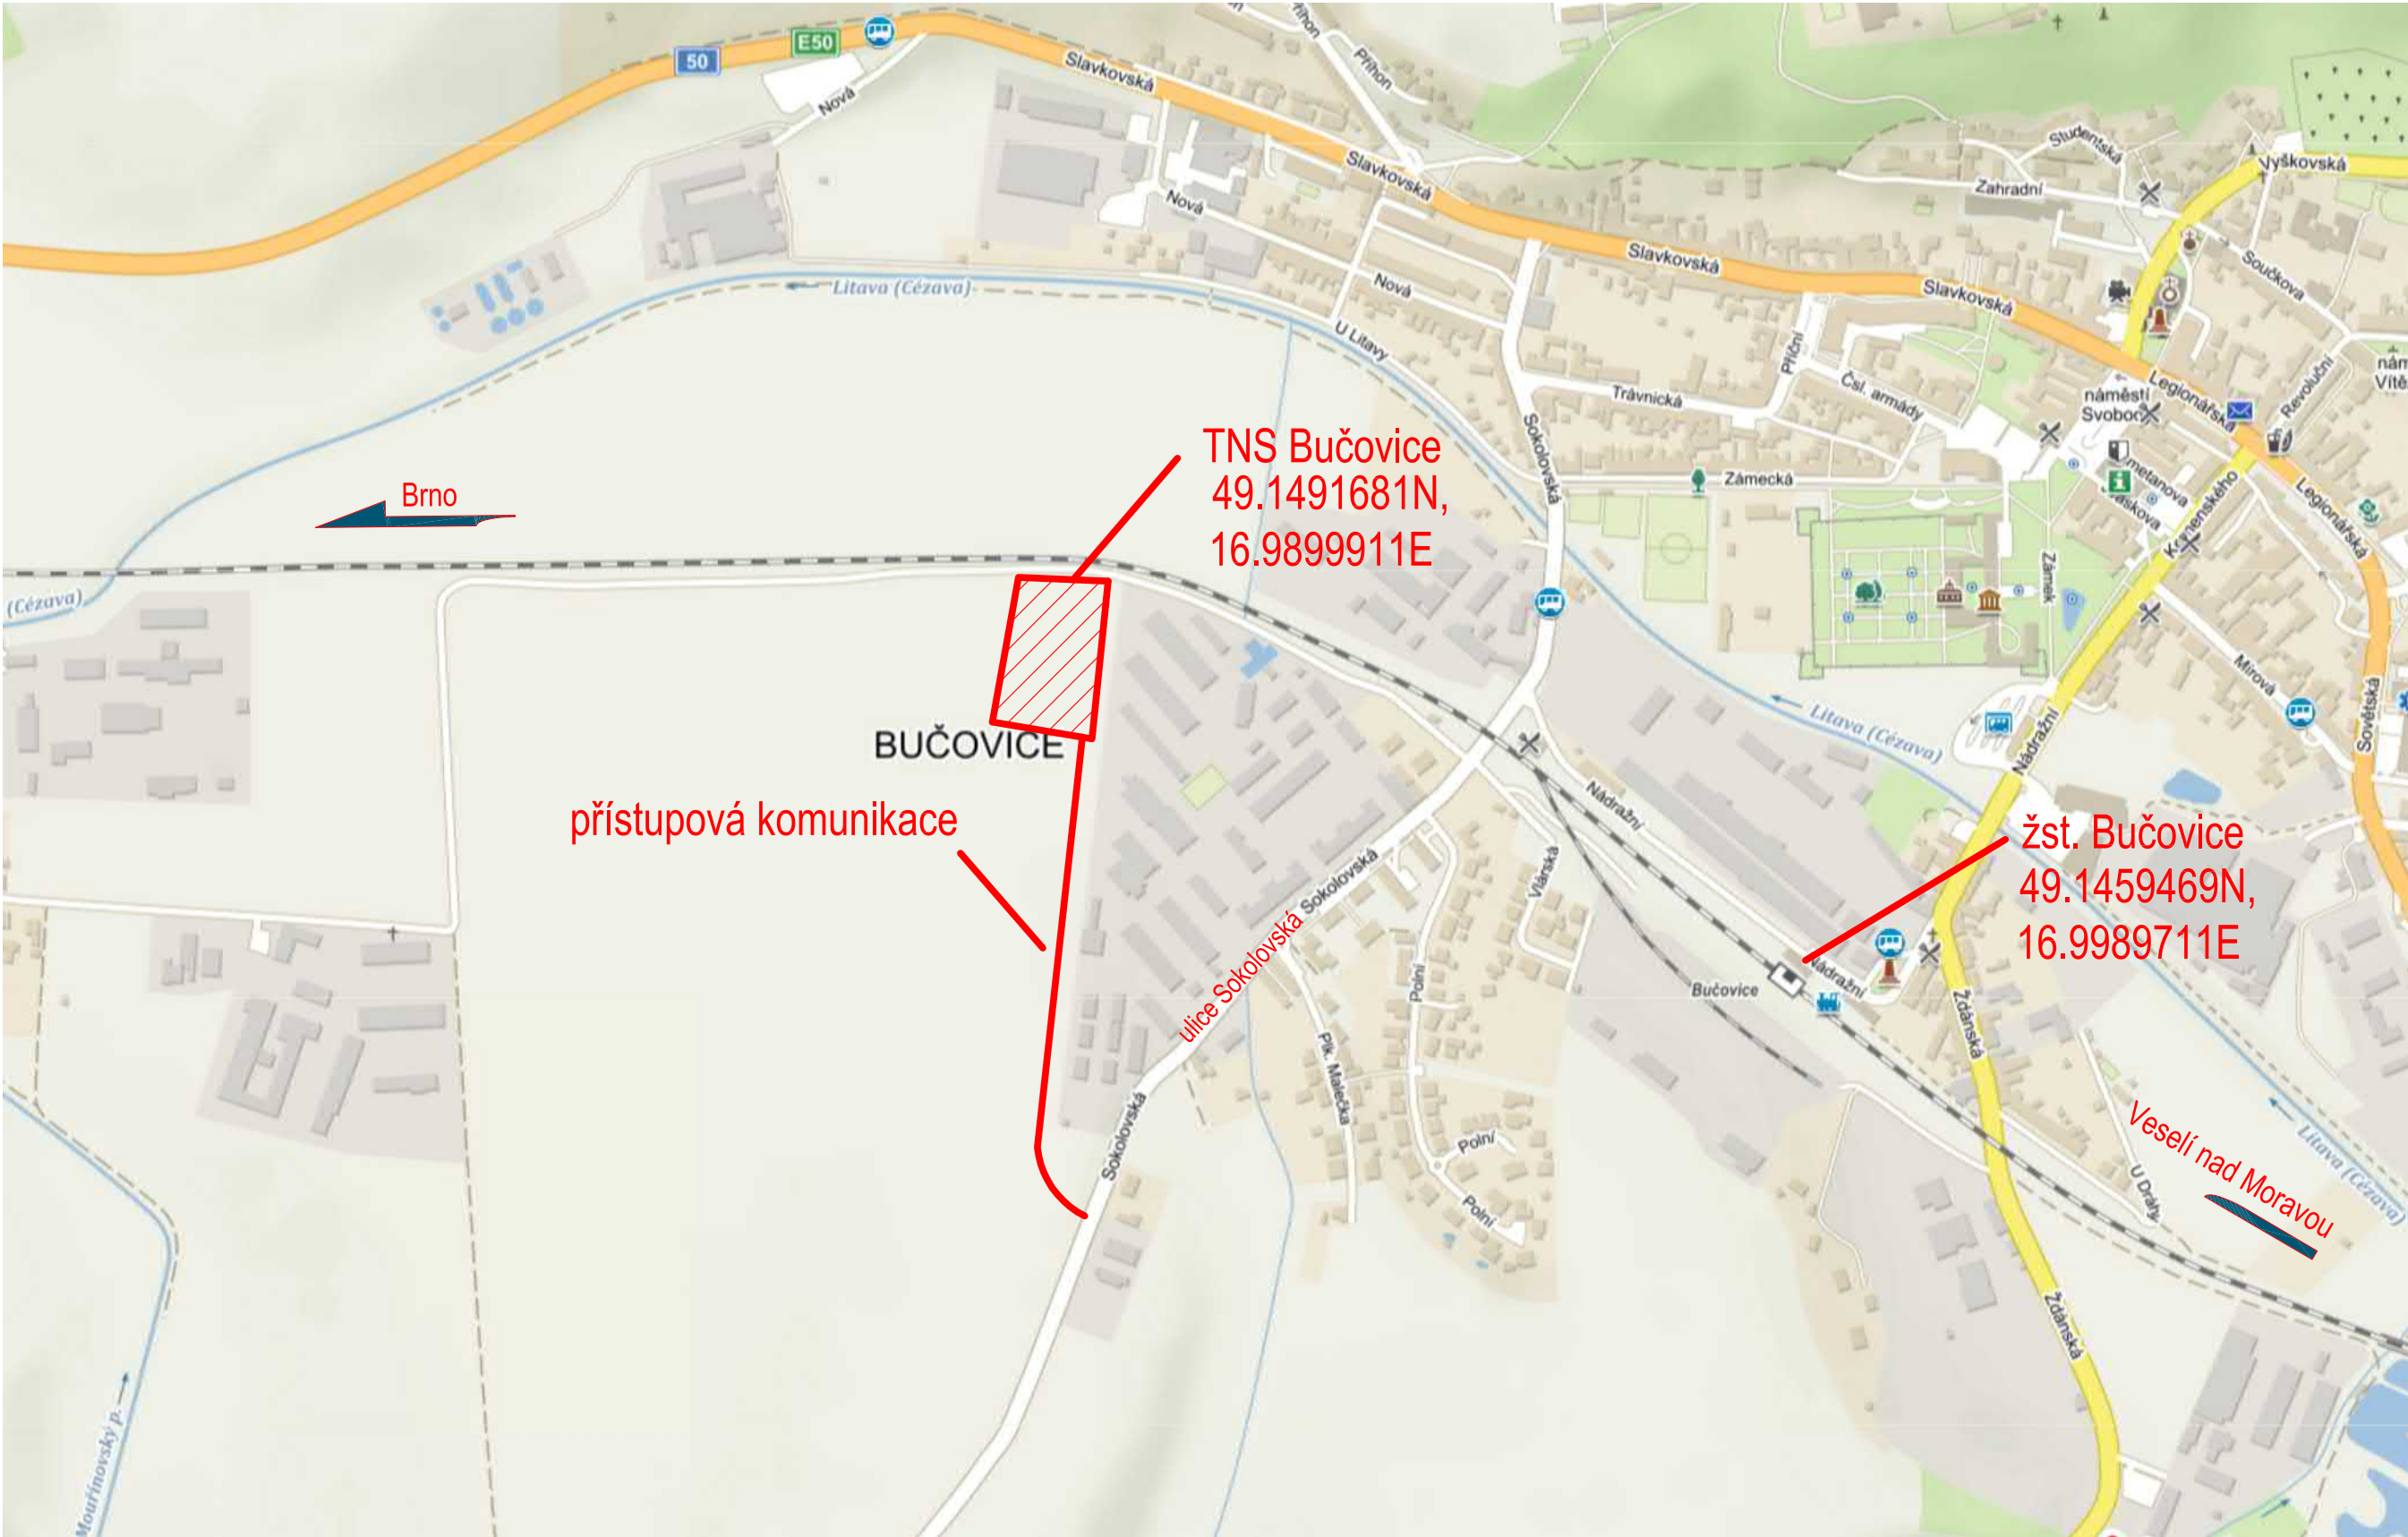 E50
50
Slavkovská
Příhon
Nová
Slavkovská
Studentská
Vyškovská
Zahradní
Nová
Slavkovská
Součkova
Litava (Cézava)
Nová
Slavkovská
U Litavy
Příční
Trávnická
Čsl. armády
náměstí
Legionářská
Revoluční
Sokolovská
Zámecká
Legionářská
TNS Bučovice
49.1491681N,
16.9899911E
Brno
(Cézava)
Zámek
Mírová
Sovětská
Litava (Cézava)
Nádražní
BUČOVICE
přístupová komunikace
Nádražní
žst. Bučovice
49.1459469N,
16.9989711E
Sokolovská
ulice Sokolovská
Vlárská
Polní
Bučovice
Nádražní
Ždánská
Plk. Malečka
Sokolovská
Polní
Polní
U Dráhy
Veselí nad Moravou
Litava (Cézava)
Ždánská
Mouřínovský p.